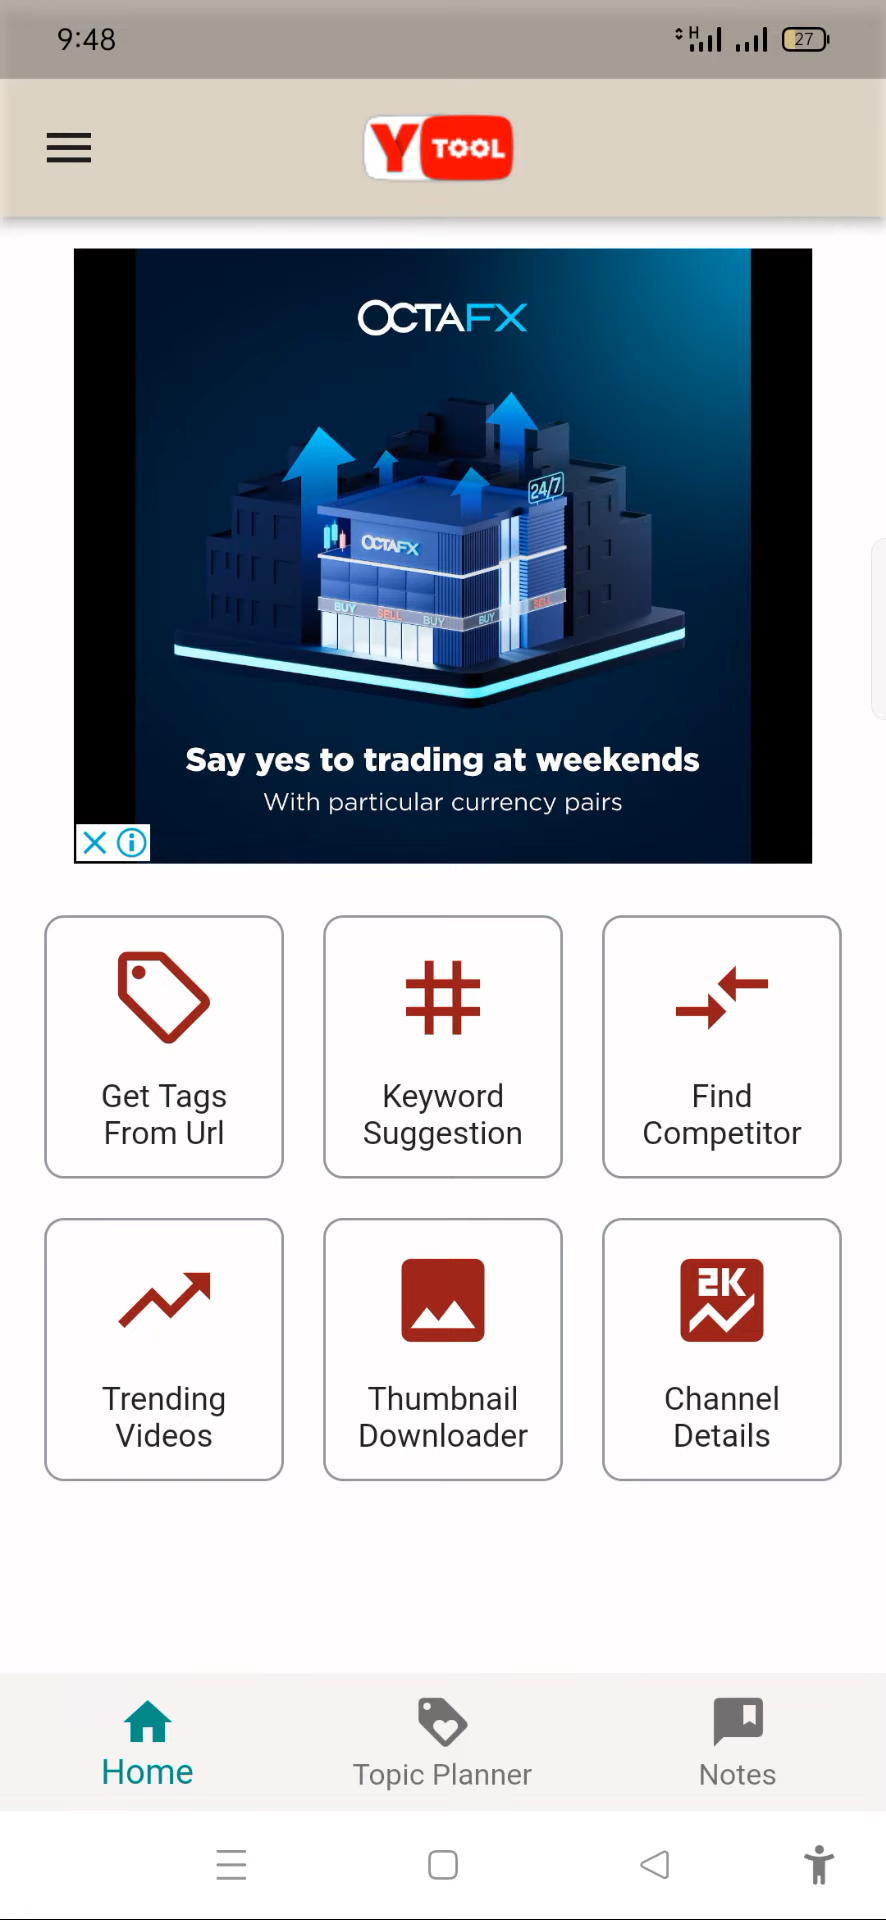 9:48
H
27
Y TOOL
OCTAFX
24/7
OCTAFX
BUY SELL BUY BUY SELL
Say yes to trading at weekends
With particular currency pairs
Get Tags
From Url
Keyword
Suggestion
Find
Competitor
Trending
Videos
Thumbnail
Downloader
2K
Channel
Details
Home
Topic Planner
Notes